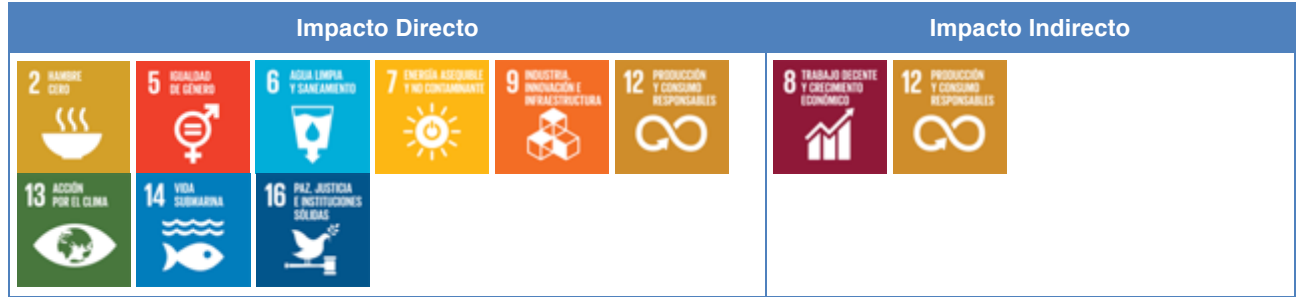 Impacto Directo
Impacto Indirecto
2 HAMBRE
CERO
5 IGUALDAD
DE GÉNERO
6 AGUA LIMPIA
Y SANEAMIENTO
7 ENERGÍA ASEQUIBLE
Y NO CONTAMINANTE
9 INDUSTRIA,
INNOVACIÓN E
INFRAESTRUCTURA
12 PRODUCCIÓN
Y CONSUMO
RESPONSABLES
13 ACCIÓN
POR EL CLIMA
14 VIDA
SUBMARINA
16 PAZ, JUSTICIA
E INSTITUCIONES
SÓLIDAS
8 TRABAJO DECENTE
Y CRECIMIENTO
ECONÓMICO
12 PRODUCCIÓN
Y CONSUMO
RESPONSABLES